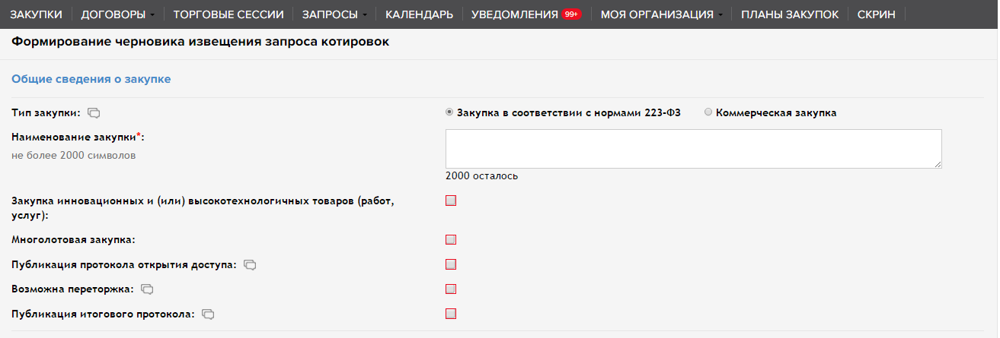 ЗАКУПКИ ДОГОВОРЫ ТОРГОВЫЕ СЕССИИ ЗАПРОСЫ КАЛЕНДАРЬ УВЕДОМЛЕНИЯ 99+ МОЯ ОРГАНИЗАЦИЯ ПЛАНЫ ЗАКУПОК СКРИН
Формирование черновика извещения запроса котировок
Общие сведения о закупке
Тип закупки: Закупка в соответствии с нормами 223-ФЗ Коммерческая закупка
Наименование закупки*:
не более 2000 символов
2000 осталось
Закупка инновационных и (или) высокотехнологичных товаров (работ,
услуг):
Многолотовая закупка:
Публикация протокола открытия доступа:
Возможна переторжка:
Публикация итогового протокола: